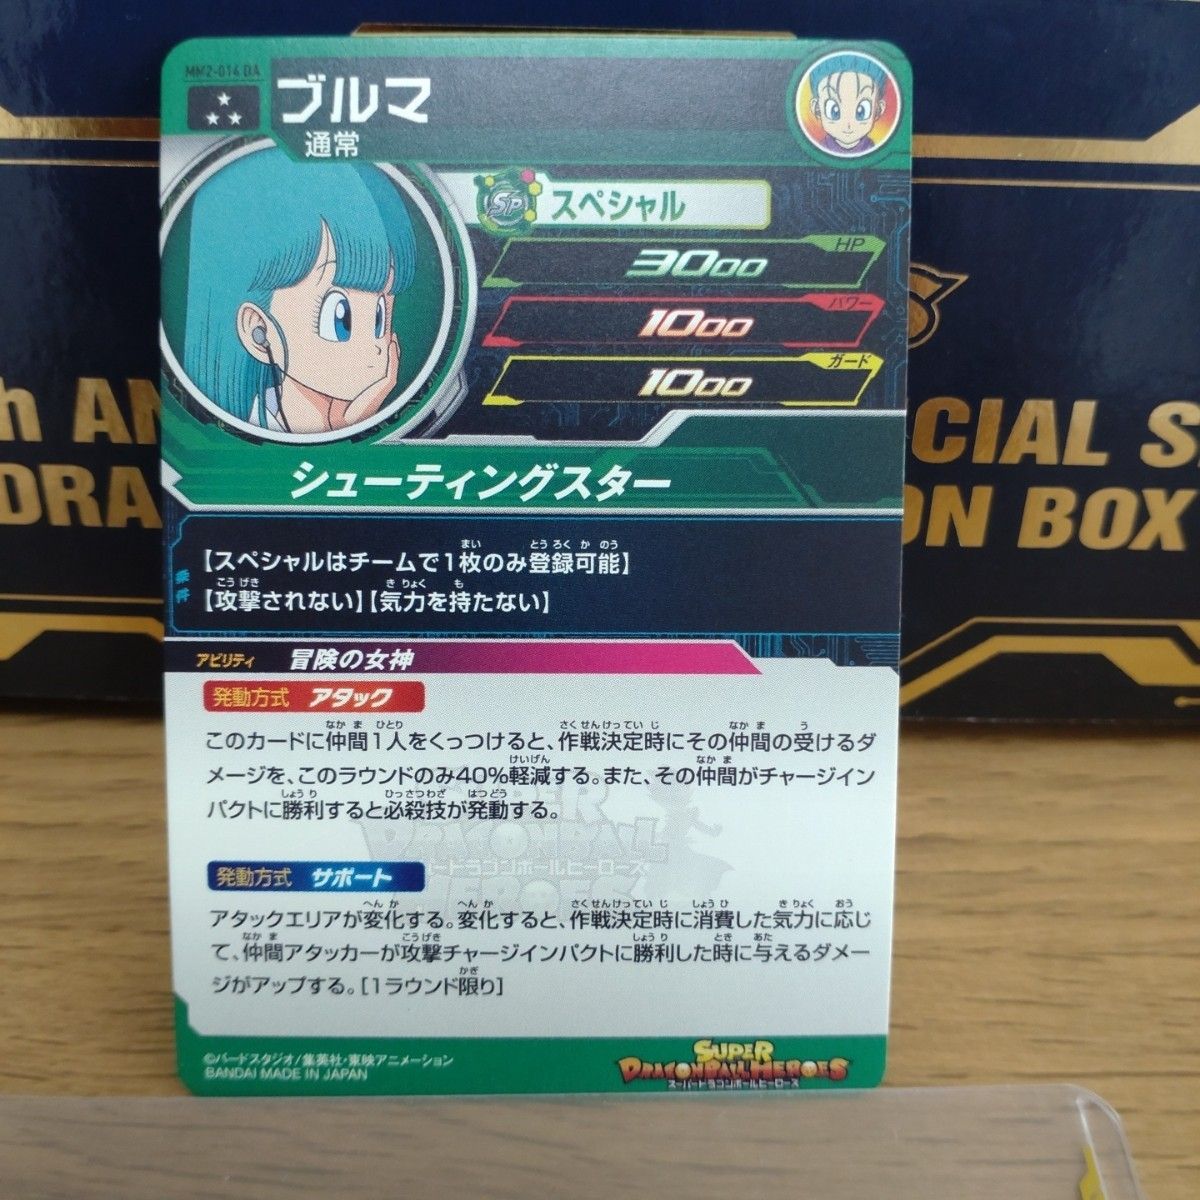 MM2-014 DA
ブルマ
通常
SP スペシャル
HP
3000
パワー
1000
ガード
1000
シューティングスター
条件
【スペシャルはチームで1枚のみ登録可能】
【攻撃されない】【気力を持たない】
アビリティ 冒険の女神
発動方式 アタック
このカードに仲間1人をくっつけると、作戦決定時にその仲間の受けるダ
メージを、このラウンドのみ40%軽減する。また、その仲間がチャージイン
パクトに勝利すると必殺技が発動する。
発動方式 サポート
アタックエリアが変化する。変化すると、作戦決定時に消費した気力に応じ
て、仲間アタッカーが攻撃チャージインパクトに勝利した時に与えるダメー
ジがアップする。[1ラウンド限り]
©バードスタジオ/集英社・東映アニメーション
BANDAI MADE IN JAPAN
SUPER
DRAGONBALL HEROES
スーパードラゴンボールヒーローズ
h AN
CIAL S
DRA
ON BOX